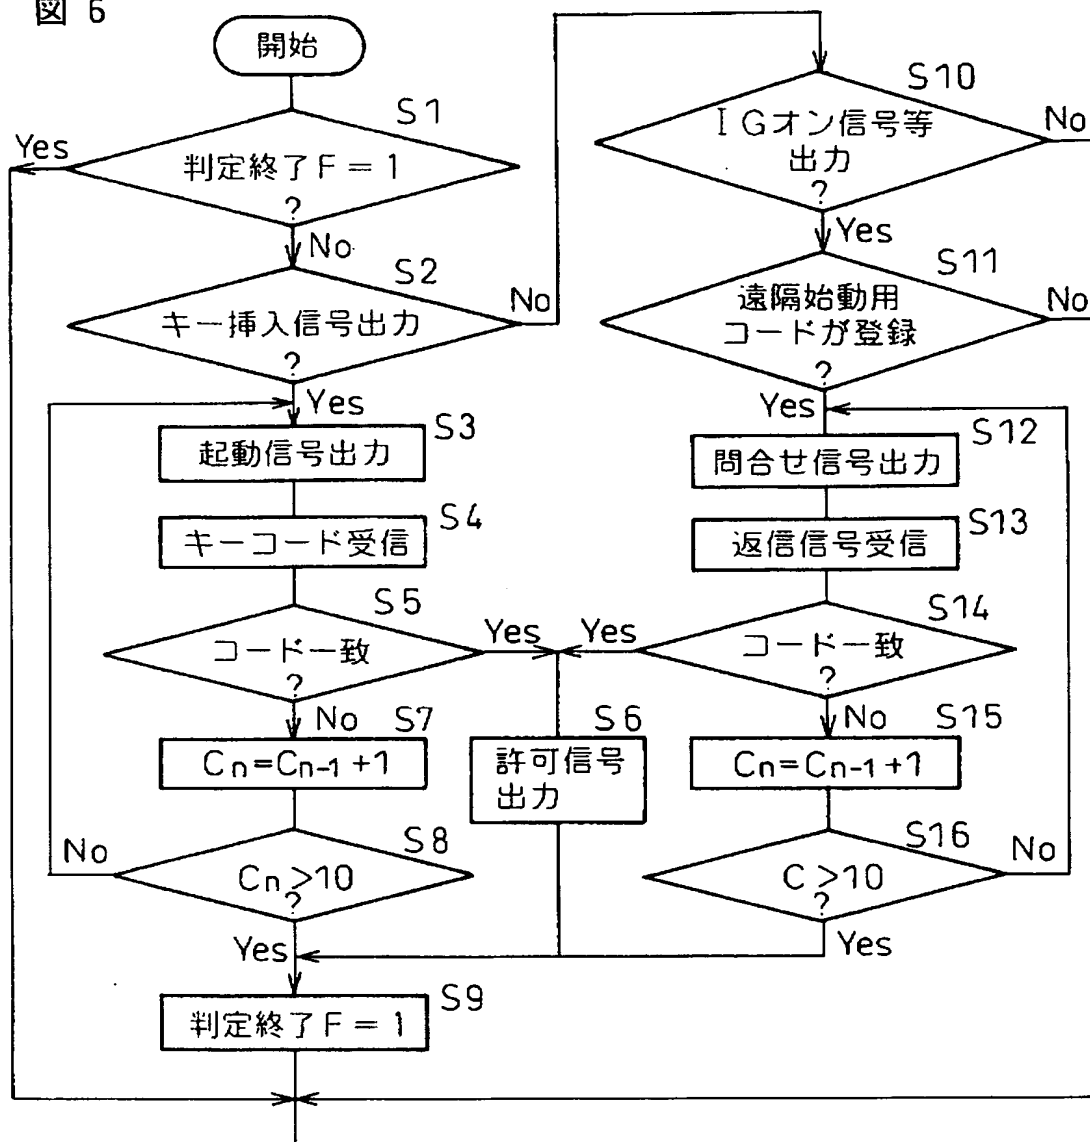 図 6
開始
S1
Yes
判定終了F=1
?
No
S2
No
キー挿入信号出力
?
Yes
S3
起動信号出力
S4
キーコード受信
S5
Yes
コード一致
?
No
S7
Cn=Cn-1+1
S8
No
Cn>10
?
Yes
S9
判定終了F=1
S6
許可信号
出力
S10
No
IGオン信号等
出力
?
Yes
S11
No
遠隔始動用
コードが登録
?
Yes
S12
問合せ信号出力
S13
返信信号受信
S14
Yes
コード一致
?
No
S15
Cn=Cn-1+1
S16
No
C>10
?
Yes